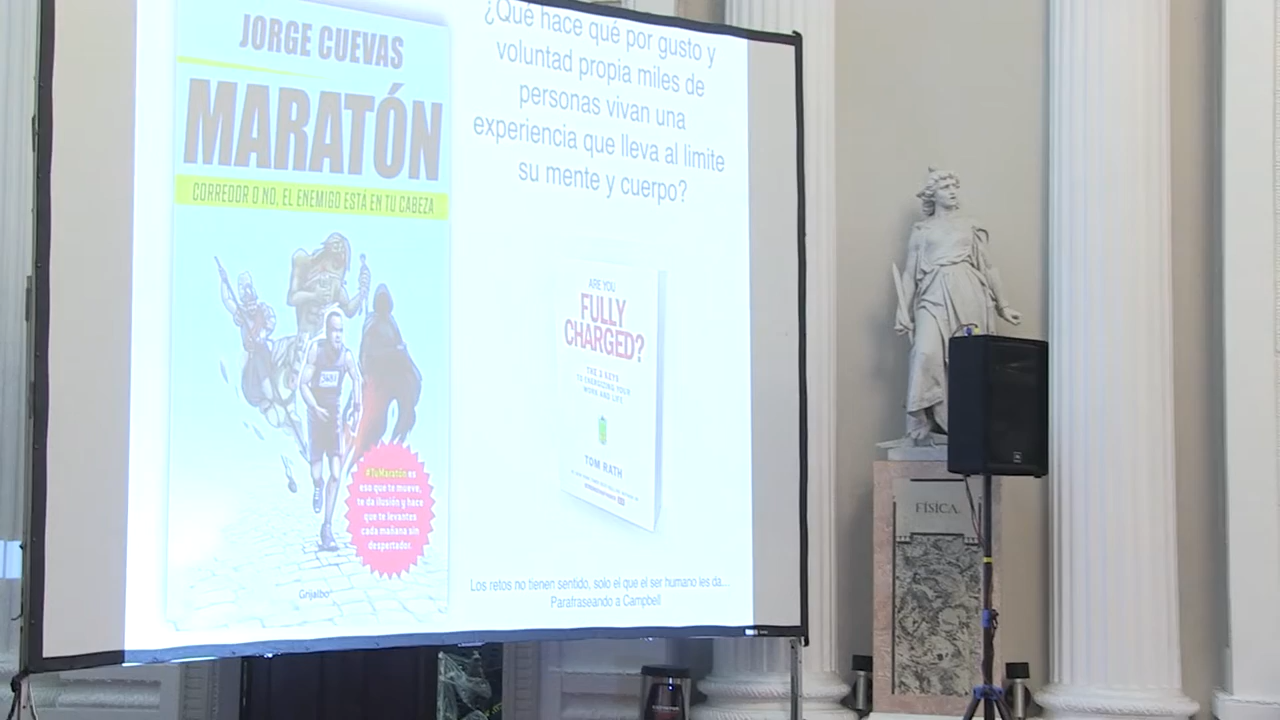 JORGE CUEVAS
MARATÓN
CORREDOR O NO, EL ENEMIGO ESTÁ EN TU CABEZA
#TuMaratón es
eso que te mueve,
te da ilusión y hace
que te levantes
cada mañana sin
despertador.
Grijalbo
¿Qué hace qué por gusto y
voluntad propia miles de
personas vivan una
experiencia que lleva al limite
su mente y cuerpo?
ARE YOU
FULLY
CHARGED?
THE 3 KEYS
TO ENERGIZING YOUR
WORK AND LIFE
TOM RATH
Los retos no tienen sentido, solo el que el ser humano les da...
Parafraseando a Campbell
FÍSICA.